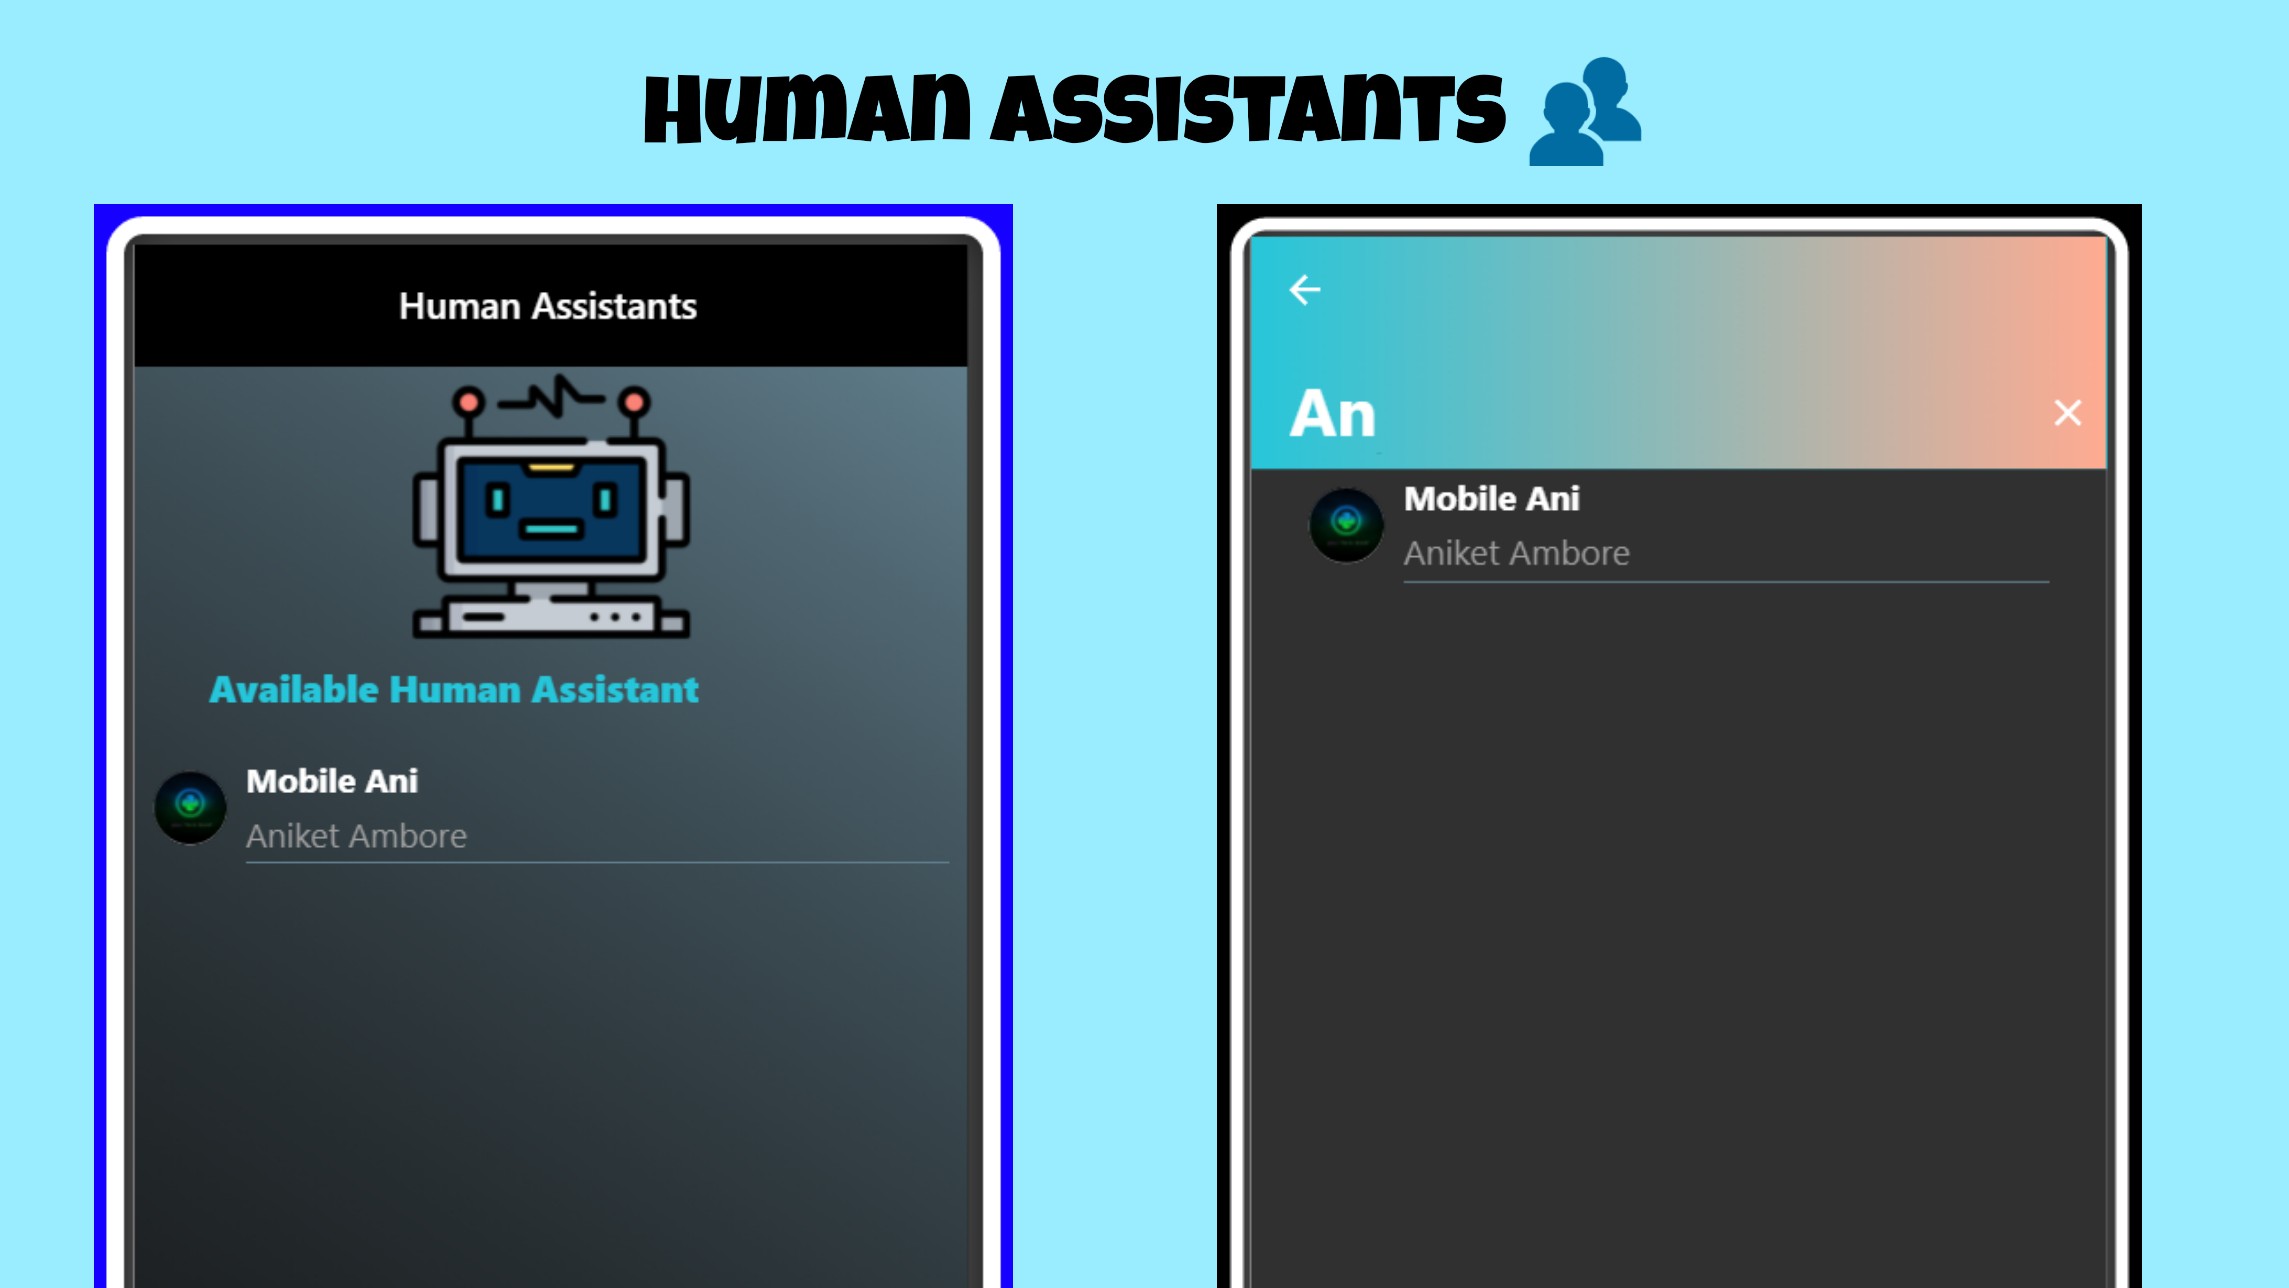 Human Assistants
Human Assistants
Available Human Assistant
Mobile Ani
Aniket Ambore
An
Mobile Ani
Aniket Ambore